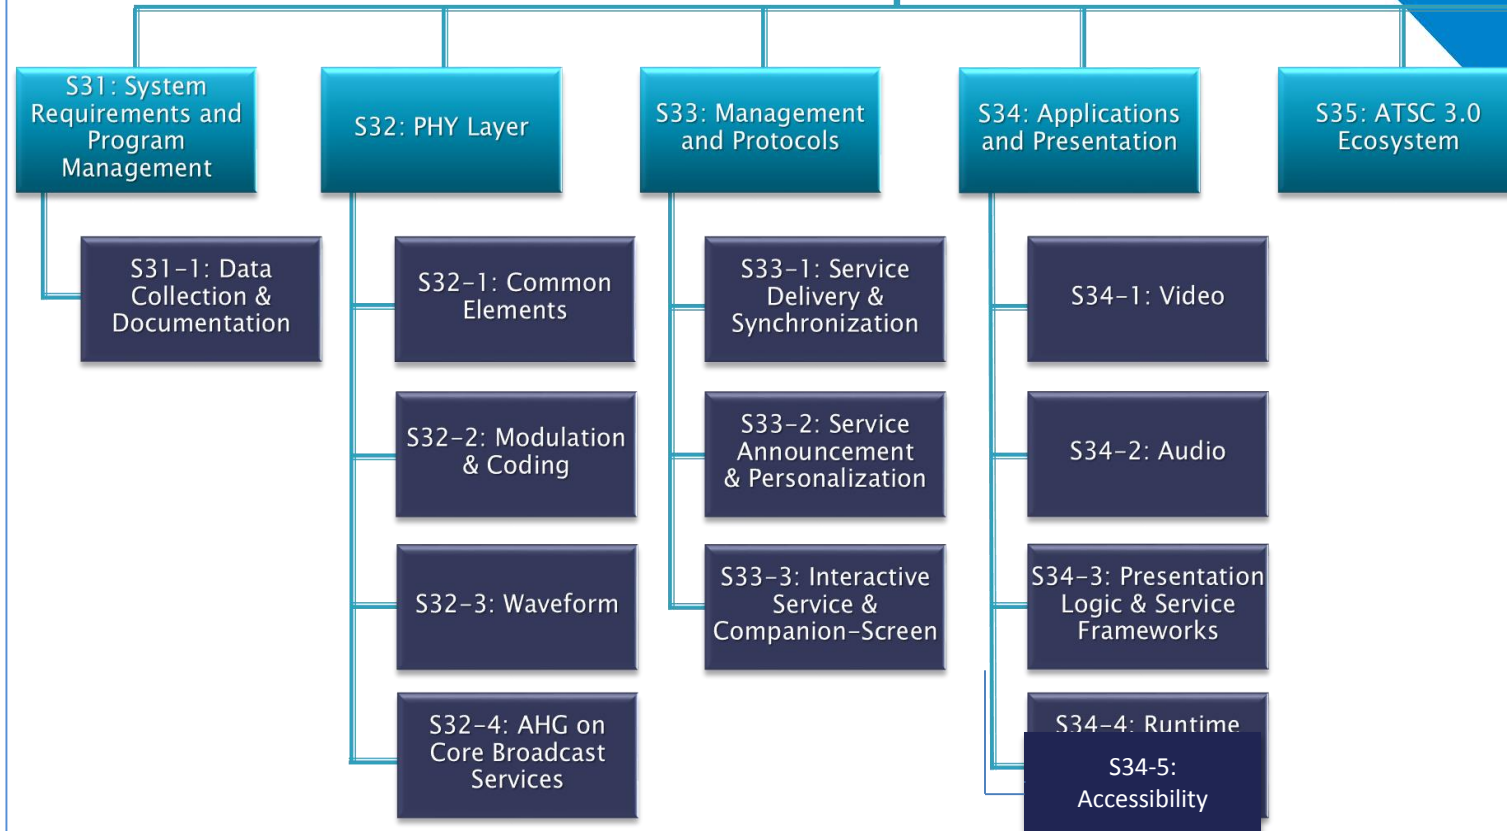 S31: System
Requirements and
Program
Management
S32: PHY Layer
S33: Management
and Protocols
S34: Applications
and Presentation
S35: ATSC 3.0
Ecosystem
S31-1: Data
Collection &
Documentation
S32-1: Common
Elements
S32-2: Modulation
& Coding
S32-3: Waveform
S32-4: AHG on
Core Broadcast
Services
S33-1: Service
Delivery &
Synchronization
S33-2: Service
Announcement
& Personalization
S33-3: Interactive
Service &
Companion-Screen
S34-1: Video
S34-2: Audio
S34-3: Presentation
Logic & Service
Frameworks
S34-4: Runtime
S34-5:
Accessibility